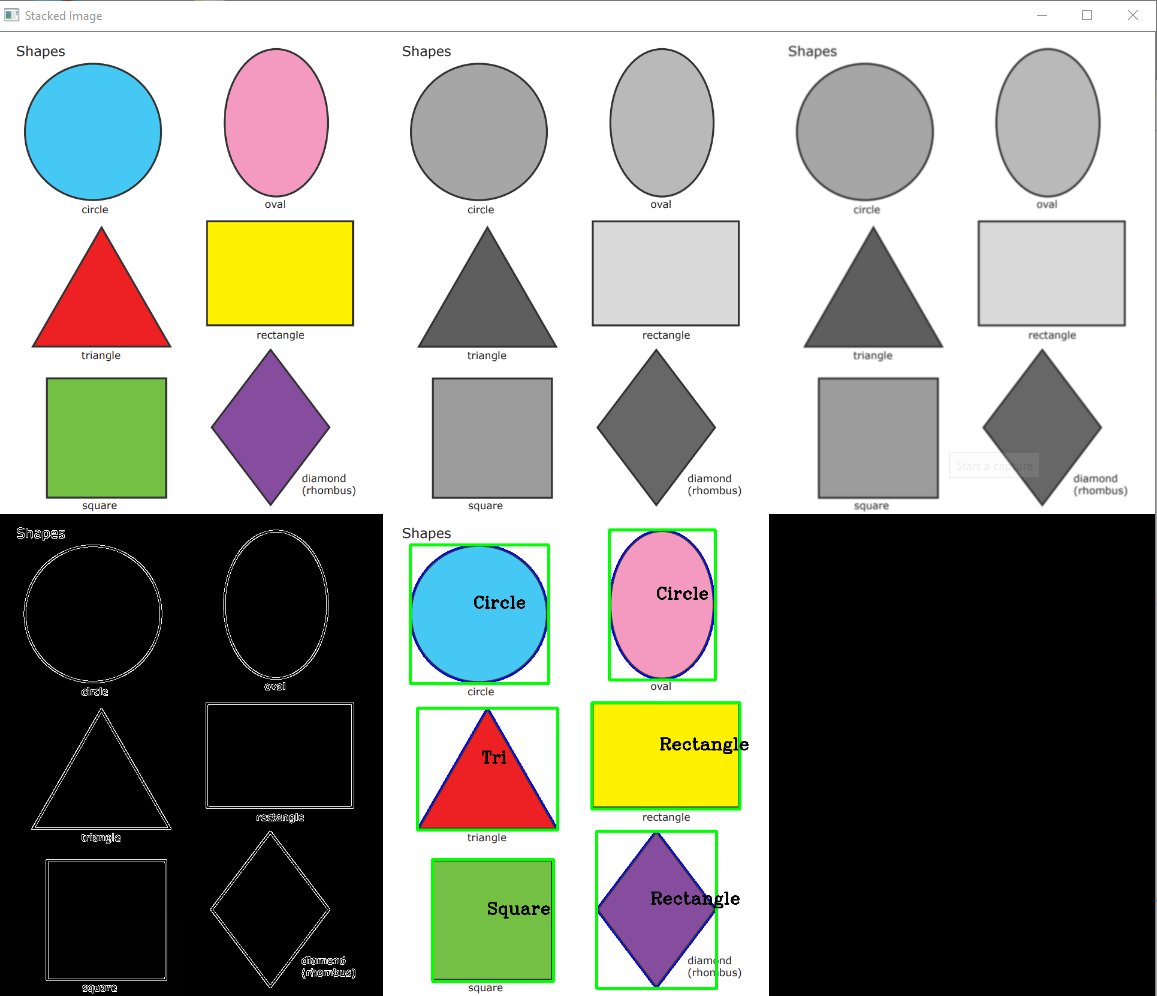 Stacked Image
Shapes
circle
oval
triangle
rectangle
square
diamond
(rhombus)
Shapes
circle
oval
triangle
rectangle
square
diamond
(rhombus)
Shapes
circle
oval
triangle
rectangle
Start a capture
square
diamond
(rhombus)
Shapes
circle
oval
triangle
rectangle
square
diamond
(rhombus)
Shapes
Circle
circle
Circle
oval
Tri
triangle
Rectangle
rectangle
Square
square
Rectangle
diamond
(rhombus)